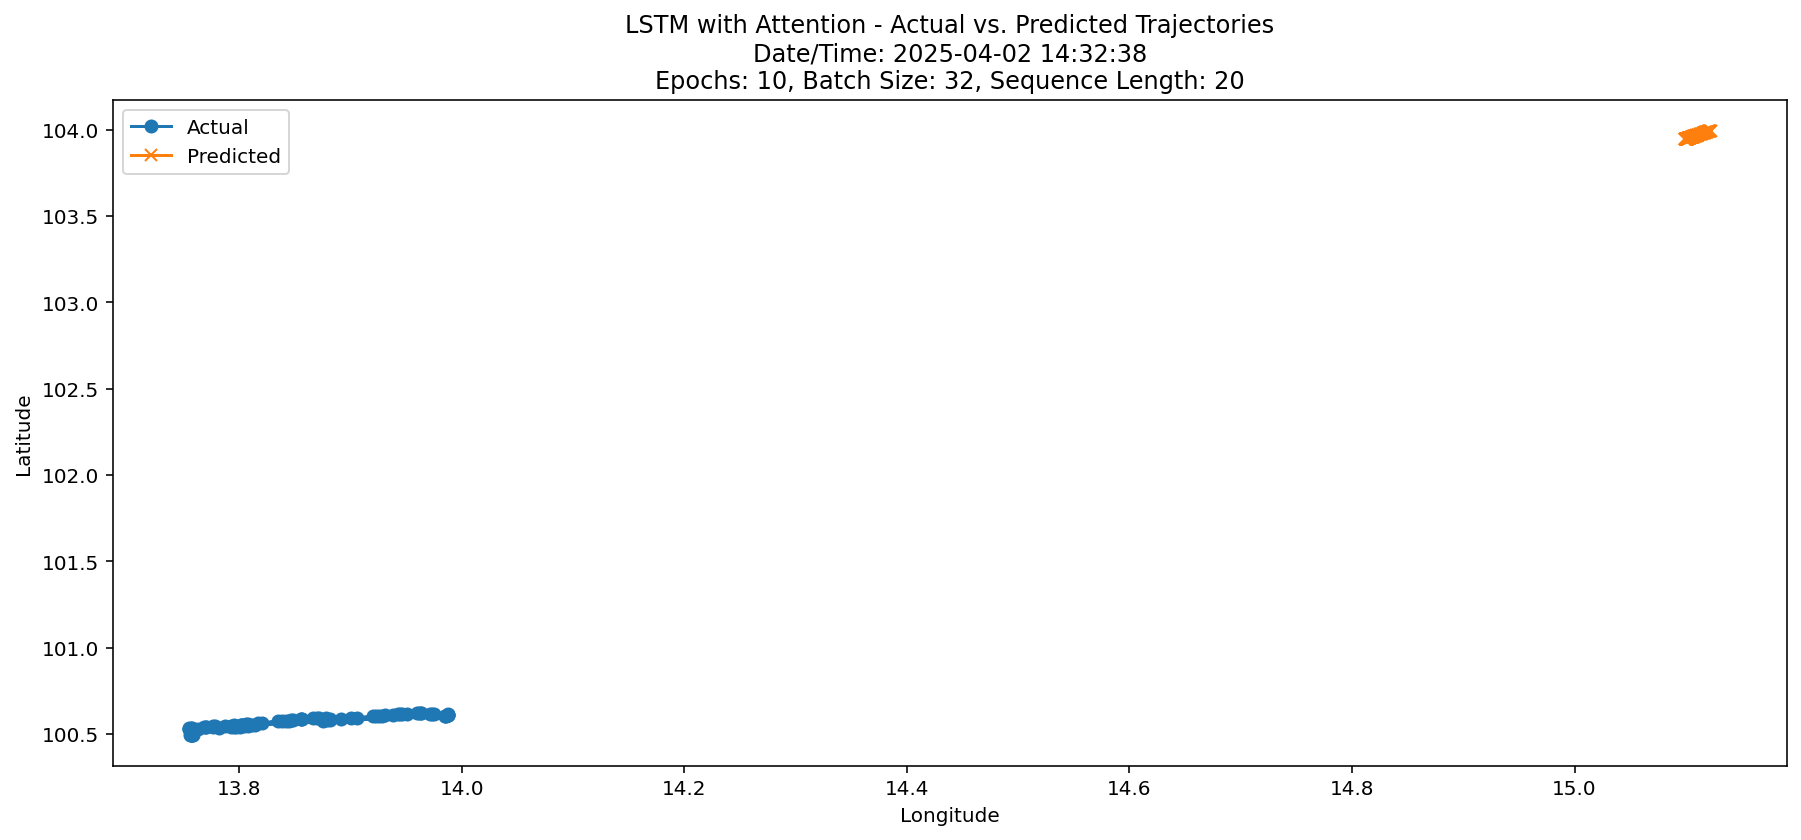 LSTM with Attention - Actual vs. Predicted Trajectories
Date/Time: 2025-04-02 14:32:38
Epochs: 10, Batch Size: 32, Sequence Length: 20
Actual
Predicted
104.0
103.5
103.0
102.5
102.0
101.5
101.0
100.5
Latitude
13.8 14.0 14.2 14.4 14.6 14.8 15.0
Longitude